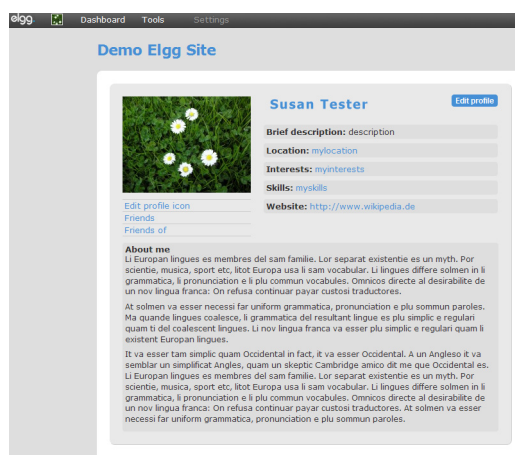 elgg. Dashboard Tools Settings
Demo Elgg Site
Susan Tester
Edit profile
Brief description: description
Location: mylocation
Interests: myinterests
Skills: myskills
Website: http://www.wikipedia.de
Edit profile icon
Friends
Friends of
About me
Li Europan lingues es membres del sam familie. Lor separat existentie es un myth. Por
scientie, musica, sport etc, litot Europa usa li sam vocabular. Li lingues differe solmen in li
grammatica, li pronunciation e li plu commun vocabules. Omnicos directe al desirabilite de
un nov lingua franca: On refusa continuar payar custosi traductores.
At solmen va esser necessi far uniform grammatica, pronunciation e plu sommun paroles.
Ma quande lingues coalesce, li grammatica del resultant lingue es plu simplic e regulari
quam ti del coalescent lingues. Li nov lingua franca va esser plu simplic e regulari quam li
existent Europan lingues.
It va esser tam simplic quam Occidental in fact, it va esser Occidental. A un Angleso it va
semblar un simplificat Angles, quam un skeptic Cambridge amico dit me que Occidental es.
Li Europan lingues es membres del sam familie. Lor separat existentie es un myth. Por
scientie, musica, sport etc, litot Europa usa li sam vocabular. Li lingues differe solmen in li
grammatica, li pronunciation e li plu commun vocabules. Omnicos directe al desirabilite de
un nov lingua franca: On refusa continuar payar custosi traductores. At solmen va esser
necessi far uniform grammatica, pronunciation e plu sommun paroles.